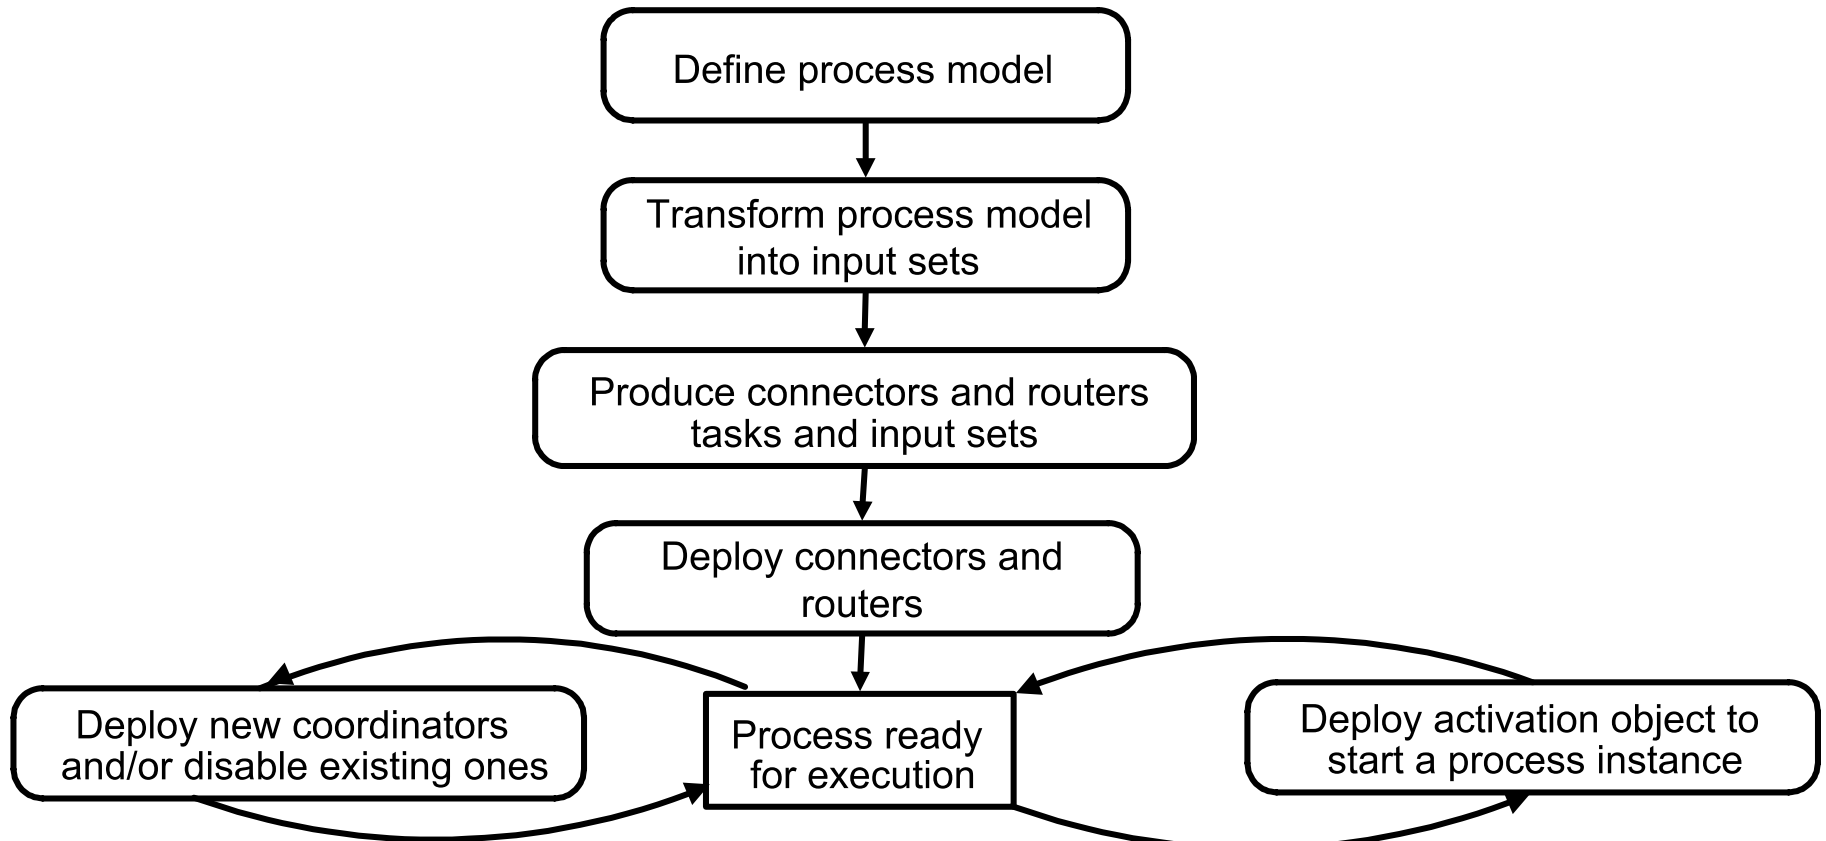 Define process model
Transform process model
into input sets
Produce connectors and routers
tasks and input sets
Deploy connectors and
routers
Deploy new coordinators
and/or disable existing ones
Process ready
for execution
Deploy activation object to
start a process instance